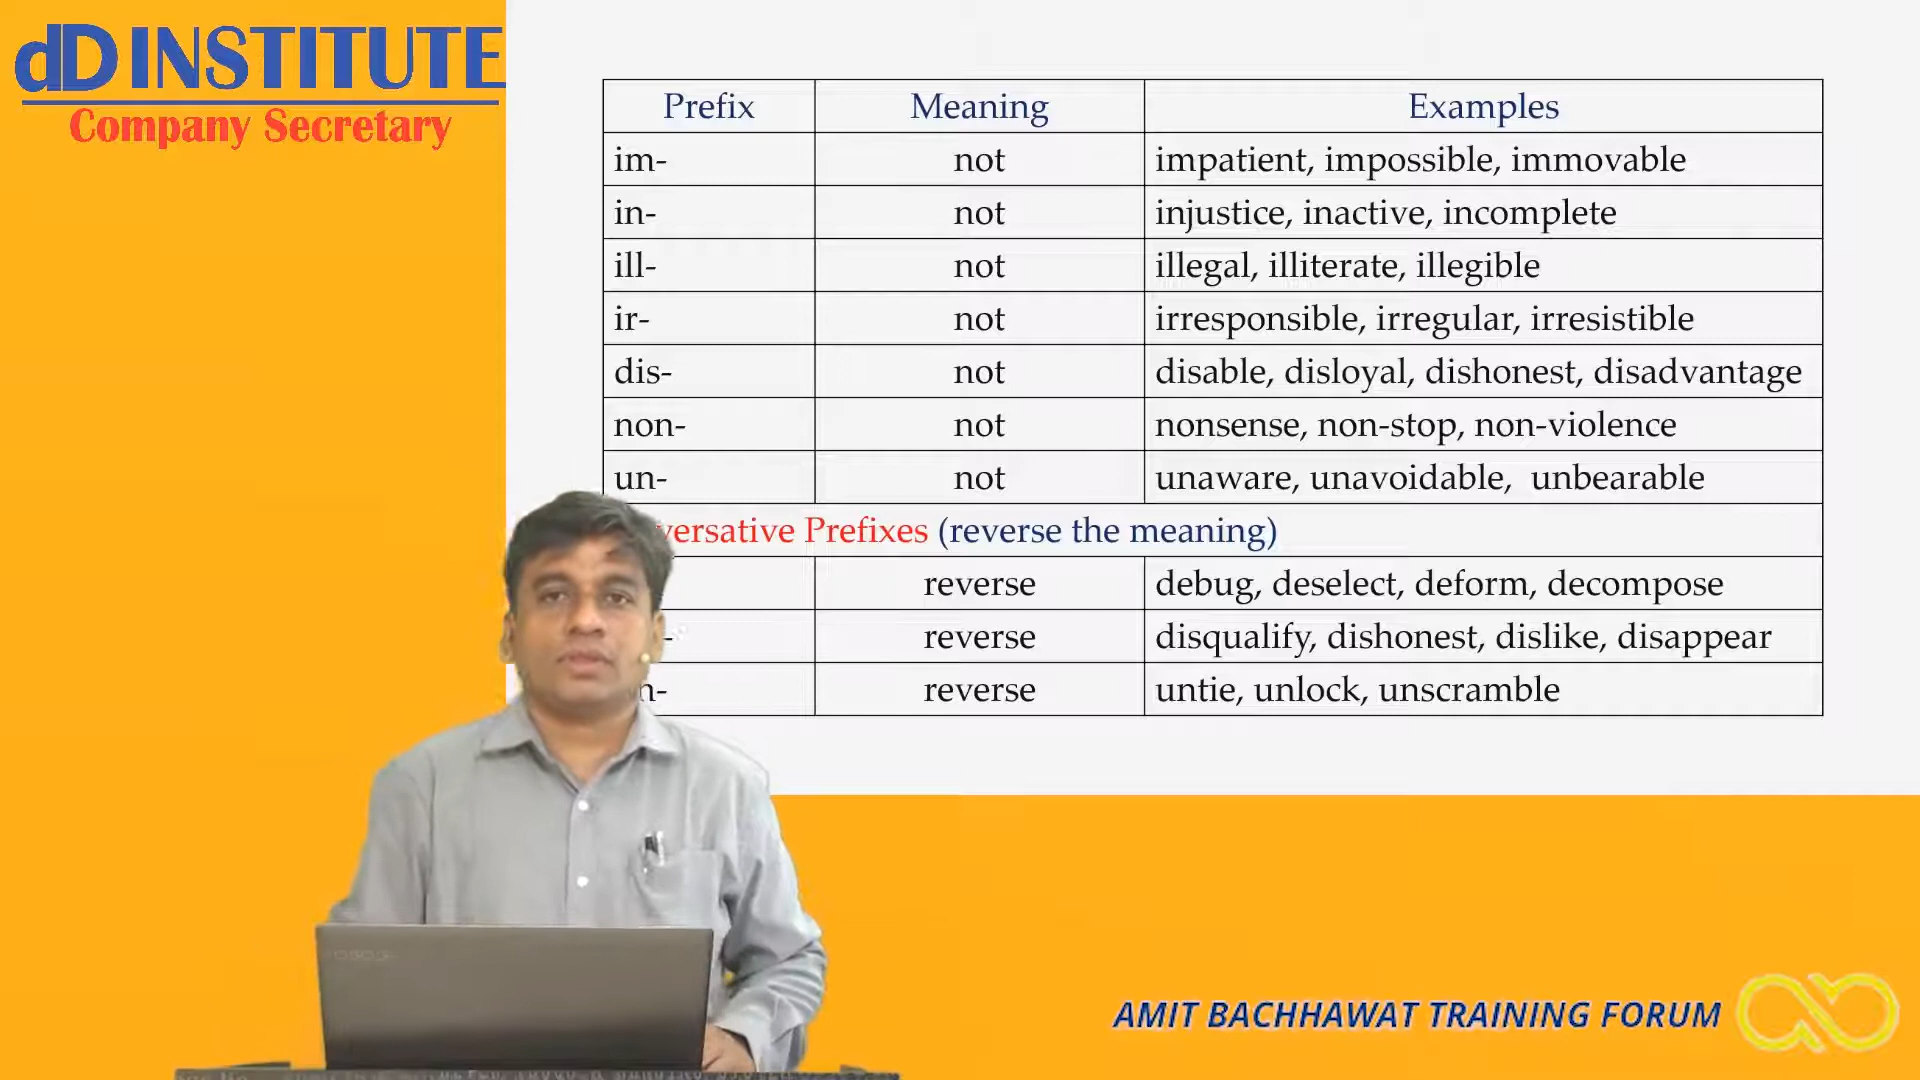 dD INSTITUTE
Company Secretary
Prefix Meaning Examples
im- not impatient, impossible, immovable
in- not injustice, inactive, incomplete
ill- not illegal, illiterate, illegible
ir- not irresponsible, irregular, irresistible
dis- not disable, disloyal, dishonest, disadvantage
non- not nonsense, non-stop, non-violence
un- not unaware, unavoidable, unbearable
Prefixes (reverse the meaning)
reverse debug, deselect, deform, decompose
reverse disqualify, dishonest, dislike, disappear
reverse untie, unlock, unscramble
AMIT BACHHAWAT TRAINING FORUM